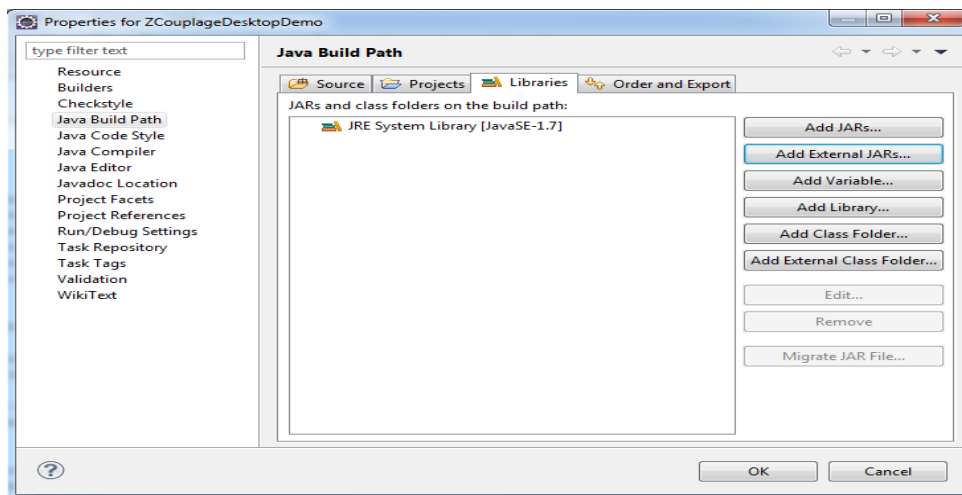 Properties for ZCouplageDesktopDemo
type filter text
Resource
Builders
Checkstyle
Java Build Path
Java Code Style
Java Compiler
Java Editor
Javadoc Location
Project Facets
Project References
Run/Debug Settings
Task Repository
Task Tags
Validation
WikiText
Java Build Path
Source Projects Libraries Order and Export
JARs and class folders on the build path:
JRE System Library [JavaSE-1.7]
Add JARs...
Add External JARs...
Add Variable...
Add Library...
Add Class Folder...
Add External Class Folder...
Edit...
Remove
Migrate JAR File...
?
OK Cancel